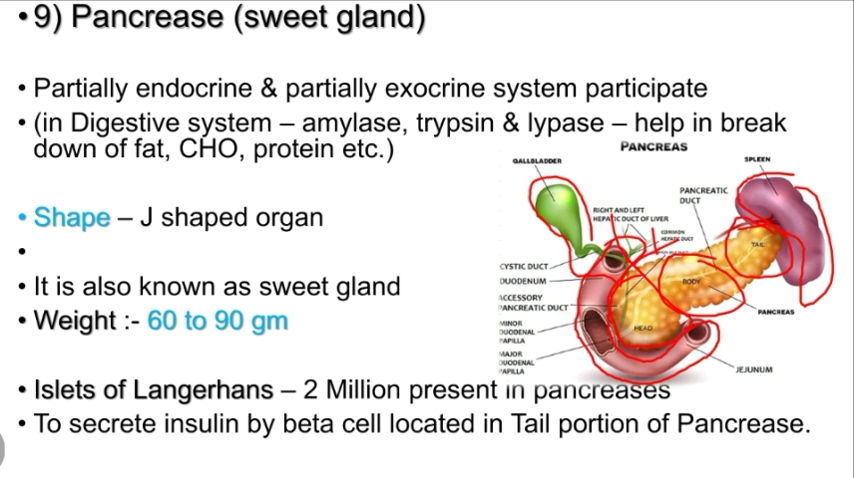 •9) Pancrease (sweet gland)
• Partially endocrine & partially exocrine system participate
• (in Digestive system – amylase, trypsin & lypase – help in break
down of fat, CHO, protein etc.)
PANCREAS
GALLBLADDER
SPLEEN
PANCREATIC
DUCT
RIGHT AND LEFT
HEPATIC DUCT OF LIVER
• Shape – J shaped organ
•
COMMON
HEPATIC DUCT
TAIL
CYSTIC DUCT
DUODENUM
BODY
• It is also known as sweet gland
ACCESSORY
PANCREATIC DUCT
PANCREAS
• Weight :- 60 to 90 gm
MINOR
DUODENAL
PAPILLA
HEAD
MAJOR
DUODENAL
PAPILLA
JEJUNUM
• Islets of Langerhans – 2 Million present in pancreases
• To secrete insulin by beta cell located in Tail portion of Pancrease.